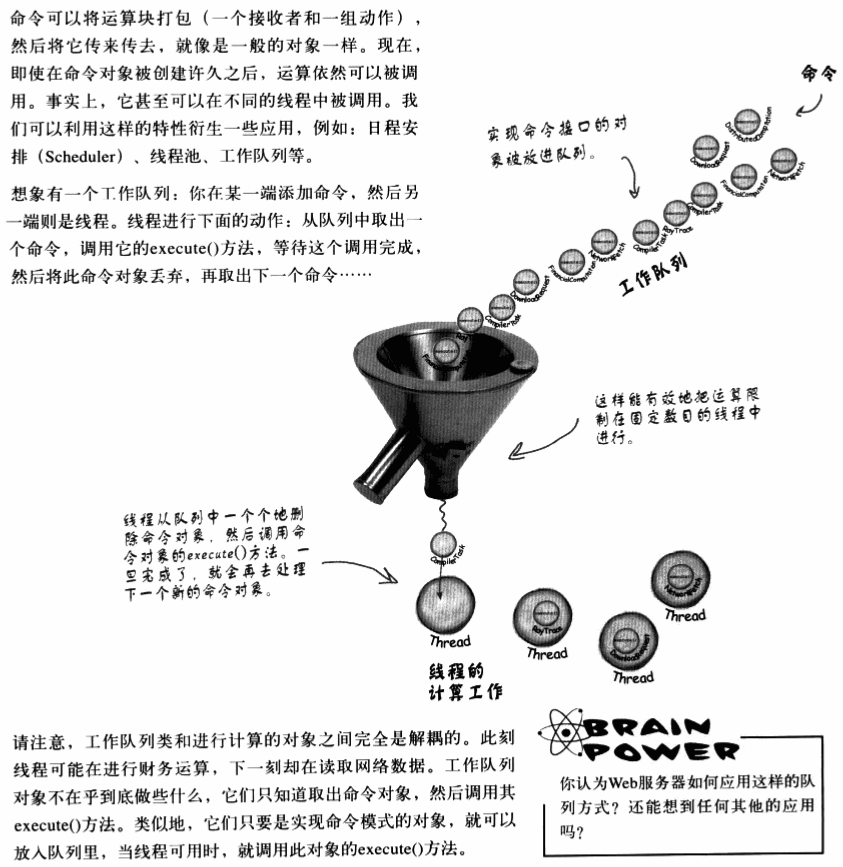 命令可以将运算块打包（一个接收者和一组动作），
然后将它传来传去，就像是一般的对象一样。现在，
即使在命令对象被创建许久之后，运算依然可以被调
用。事实上，它甚至可以在不同的线程中被调用。我
们可以利用这样的特性衍生一些应用，例如：日程安
排（Scheduler）、线程池、工作队列等。
想象有一个工作队列：你在某一端添加命令，然后另
一端则是线程。线程进行下面的动作：从队列中取出一
个命令，调用它的execute()方法，等待这个调用完成，
然后将此命令对象丢弃，再取出下一个命令……
命令
实现命令接口的对
象被放进队列。
DistributedComputation
DownloadRequest
NetworkFetch
FinancialComputation
CompilerTask
RayTrace
CompilerTask
NetworkFetch
FinancialComputation
DownloadRequest
CompilerTask
工作队列
FinancialComputation
这样能有效地把运算限
制在固定数目的线程中
进行。
线程从队列中一个个地删
除命令对象，然后调用命
令对象的execute()方法。一
旦完成了，就会再去处理
下一个新的命令对象。
CompilerTask
Thread
RayTrace
Thread
DownloadRequest
Thread
NetworkFetch
Thread
线程的
计算工作
请注意，工作队列类和进行计算的对象之间完全是解耦的。此刻
线程可能在进行财务运算，下一刻却在读取网络数据。工作队列
对象不在乎到底做些什么，它们只知道取出命令对象，然后调用其
execute()方法。类似地，它们只要是实现命令模式的对象，就可以
放入队列里，当线程可用时，就调用此对象的execute()方法。
BRAIN
POWER
你认为Web服务器如何应用这样的队
列方式？还能想到任何其他的应用
吗？